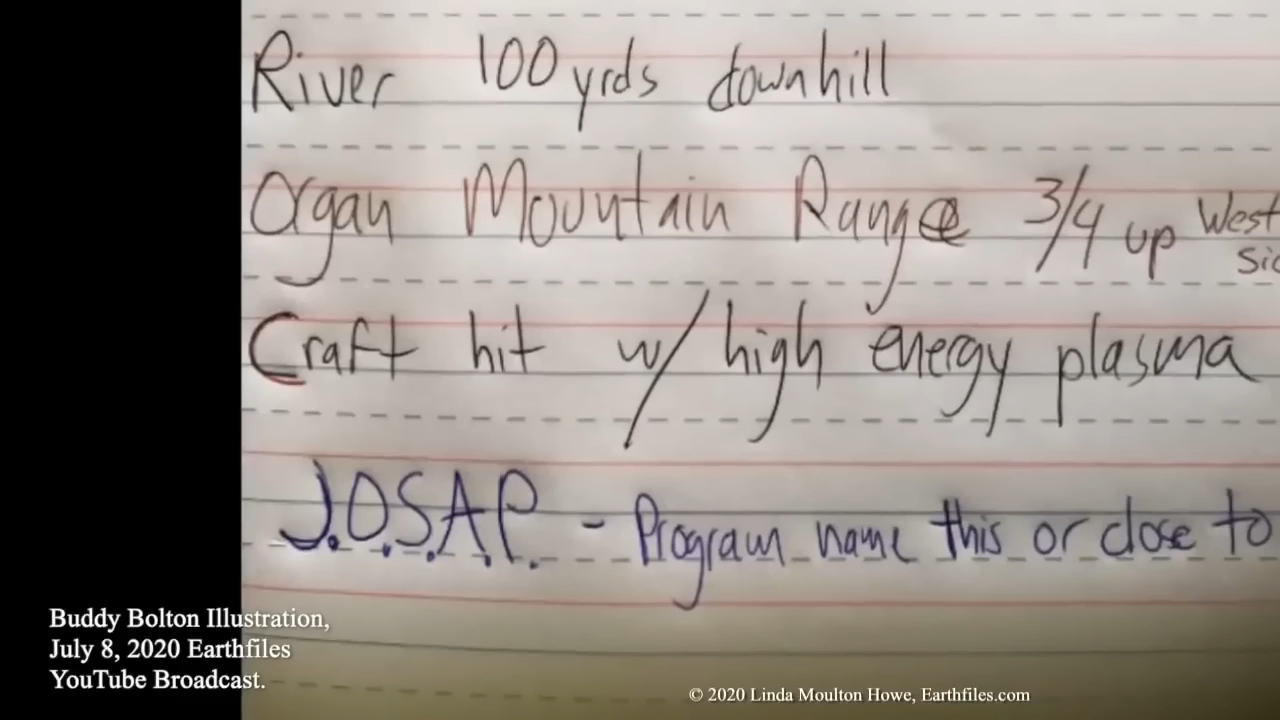 River 100 yrds downhill
Organ Mountain Range 3/4 up West
Craft hit w/ high energy plasma
J.O.S.A.P. - Program name this or close to
Buddy Bolton Illustration,
July 8, 2020 Earthfiles
YouTube Broadcast.
© 2020 Linda Moulton Howe, Earthfiles.com